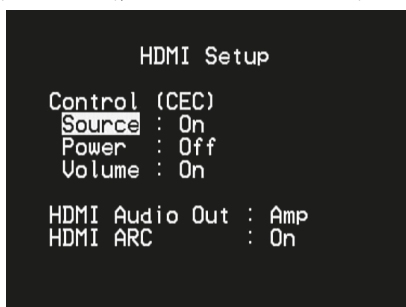 HDMI Setup
Control (CEC)
Source : On
Power : Off
Volume : On
HDMI Audio Out : Amp
HDMI ARC : On